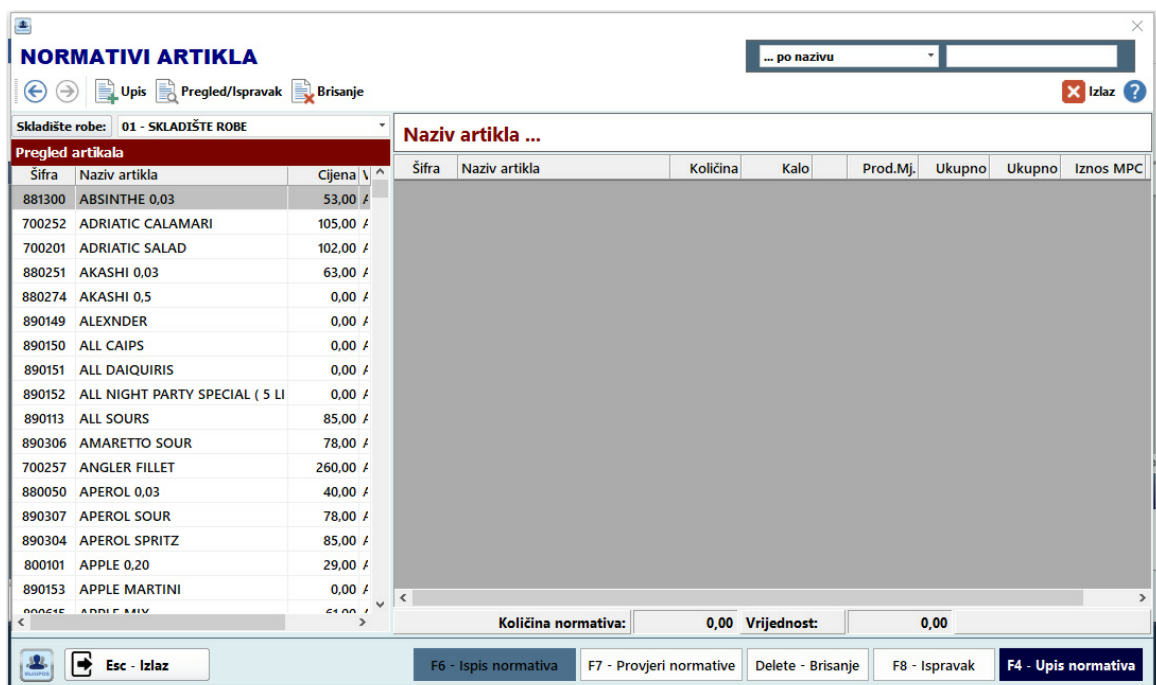 NORMATIVI ARTIKLA
... po nazivu
Upis Pregled/Ispravak Brisanje Izlaz ?
Skladište robe: 01 - SKLADIŠTE ROBE
Naziv artikla ...
Pregled artikala
Šifra Naziv artikla Cijena
Šifra Naziv artikla Količina Kalo Prod.Mj. Ukupno Ukupno Iznos MPC
881300 ABSINTHE 0,03 53,00
700252 ADRIATIC CALAMARI 105,00
700201 ADRIATIC SALAD 102,00
880251 AKASHI 0,03 63,00
880274 AKASHI 0,5 0,00
890149 ALEXNDER 0,00
890150 ALL CAIPS 0,00
890151 ALL DAIQUIRIS 0,00
890152 ALL NIGHT PARTY SPECIAL ( 5 LI 0,00
890113 ALL SOURS 85,00
890306 AMARETTO SOUR 78,00
700257 ANGLER FILLET 260,00
880050 APEROL 0,03 40,00
890307 APEROL SOUR 78,00
890304 APEROL SPRITZ 85,00
800101 APPLE 0,20 29,00
890153 APPLE MARTINI 0,00
Količina normativa: 0,00 Vrijednost: 0,00
Esc - Izlaz F6 - Ispis normativa F7 - Provjeri normative Delete - Brisanje F8 - Ispravak F4 - Upis normativa